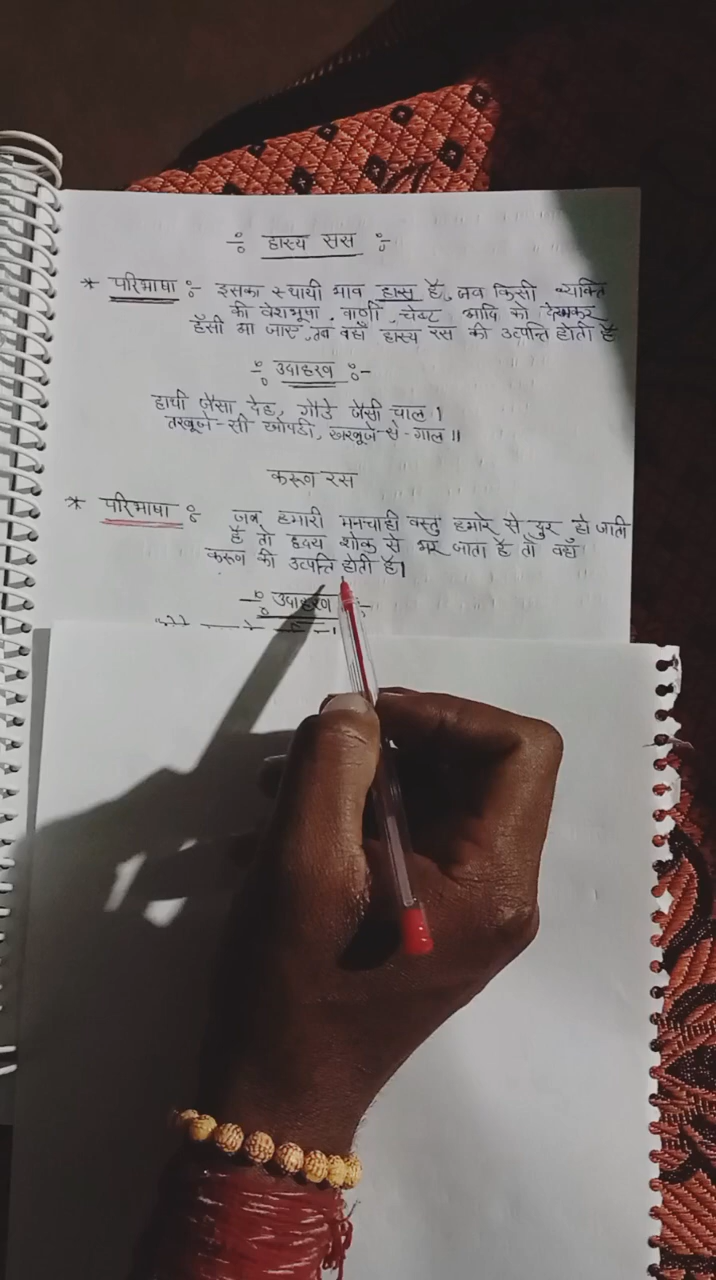 ÷ हास्य सस ÷
* परिभाषा :- इसका स्थायी भाव हास है, जब किसी व्यक्ति
की वेशभूषा, वाणी, चेष्ट आदि को देखकर
हँसी आ जाए, तब वहाँ हास्य रस की उत्पत्ति होती है
÷ उदाहरण :-
हाथी जैसा देह, गैंडे जैसी चाल।
तरबूजे-सी खोपडी, खरबूजे-से-गाल॥
करूण रस
* परिभाषा : जब हमारी मनचाही वस्तु हमारे से दुर हो जाती
है तो हृदय शोक से भर जाता है तो वहाँ
करूण की उत्पत्ति होती है।
÷ उदाहरण :-